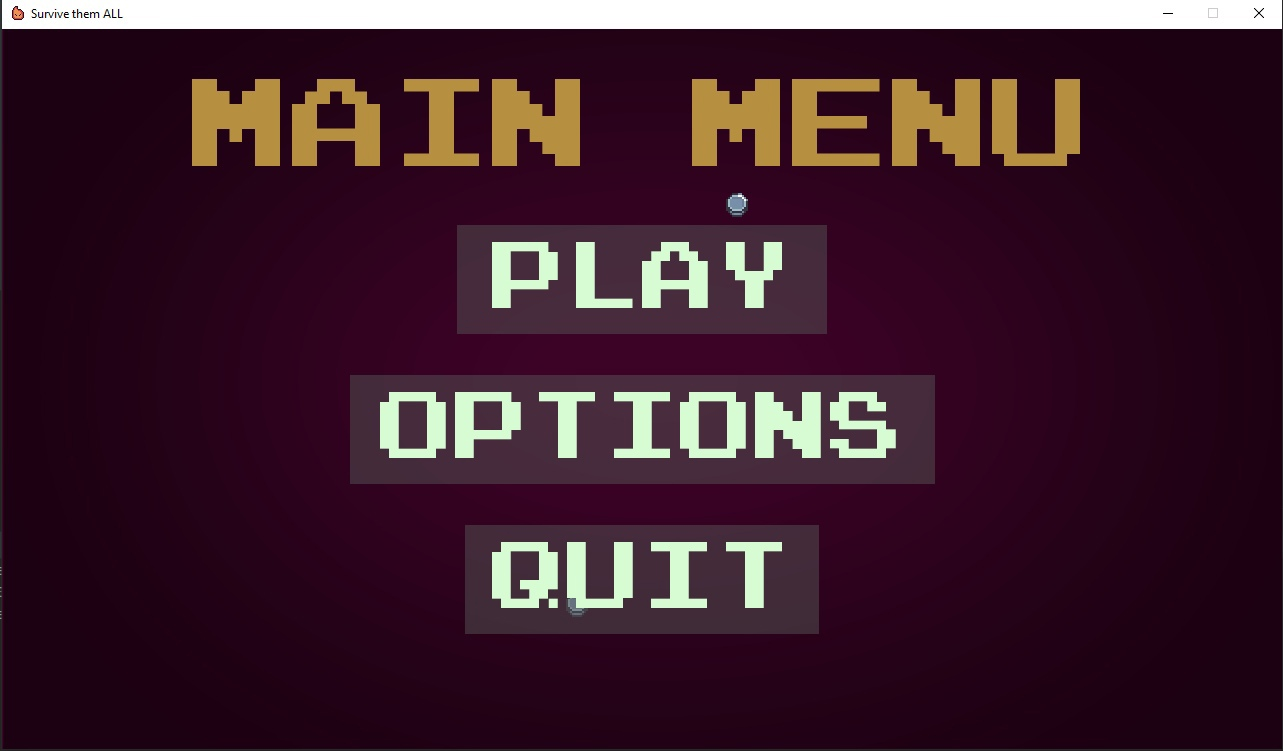 Survive them ALL
MAIN MENU
PLAY
OPTIONS
QUIT